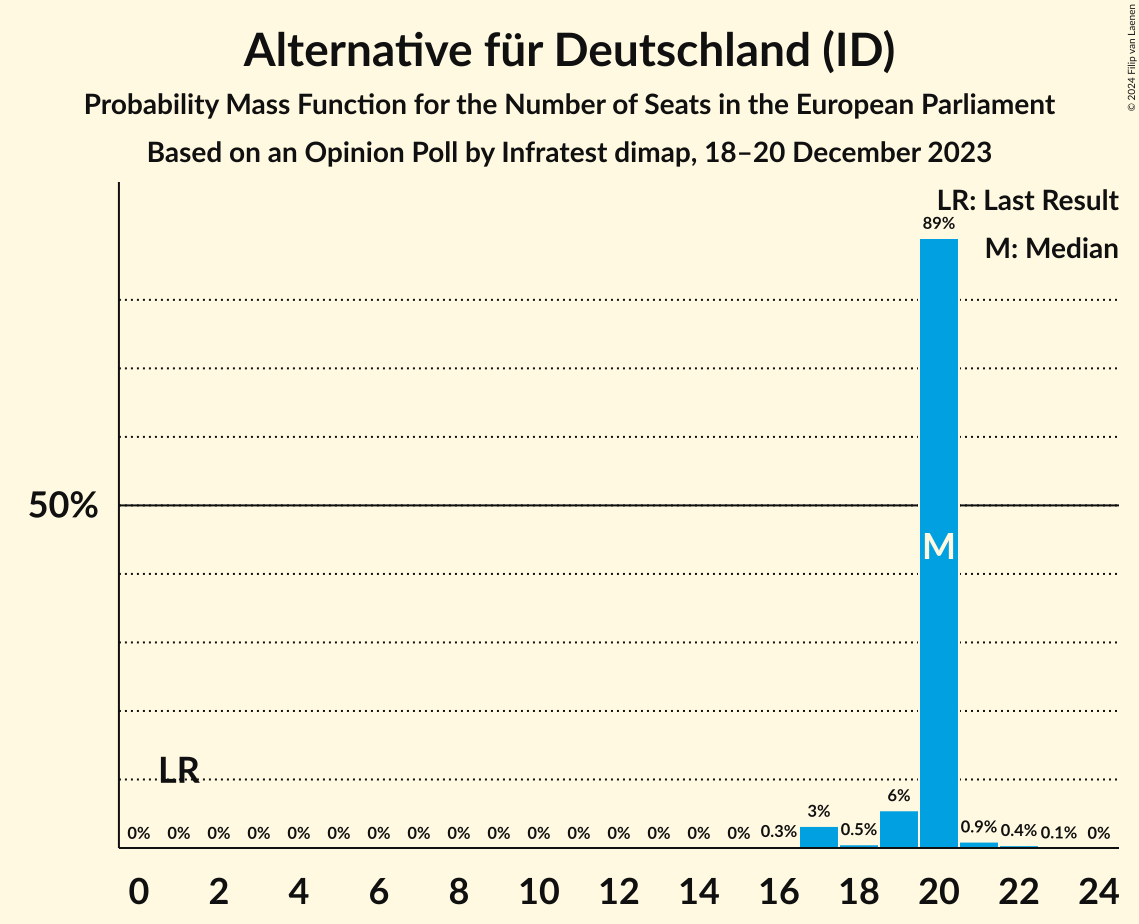 Alternative für Deutschland (ID)
Probability Mass Function for the Number of Seats in the European Parliament
Based on an Opinion Poll by Infratest dimap, 18–20 December 2023
© 2024 Filip van Laenen
LR: Last Result
M: Median
89%
50%
M
LR
0% 0% 0% 0% 0% 0% 0% 0% 0% 0% 0% 0% 0% 0% 0% 0% 0.3% 3% 0.5% 6% 0.9% 0.4% 0.1% 0%
0 2 4 6 8 10 12 14 16 18 20 22 24